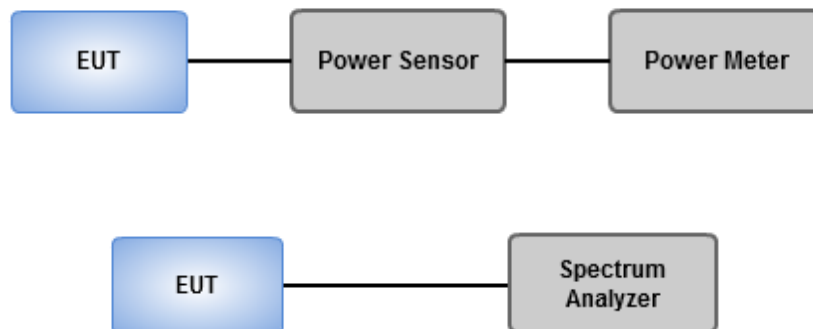 EUT
Power Sensor
Power Meter
EUT
Spectrum
Analyzer